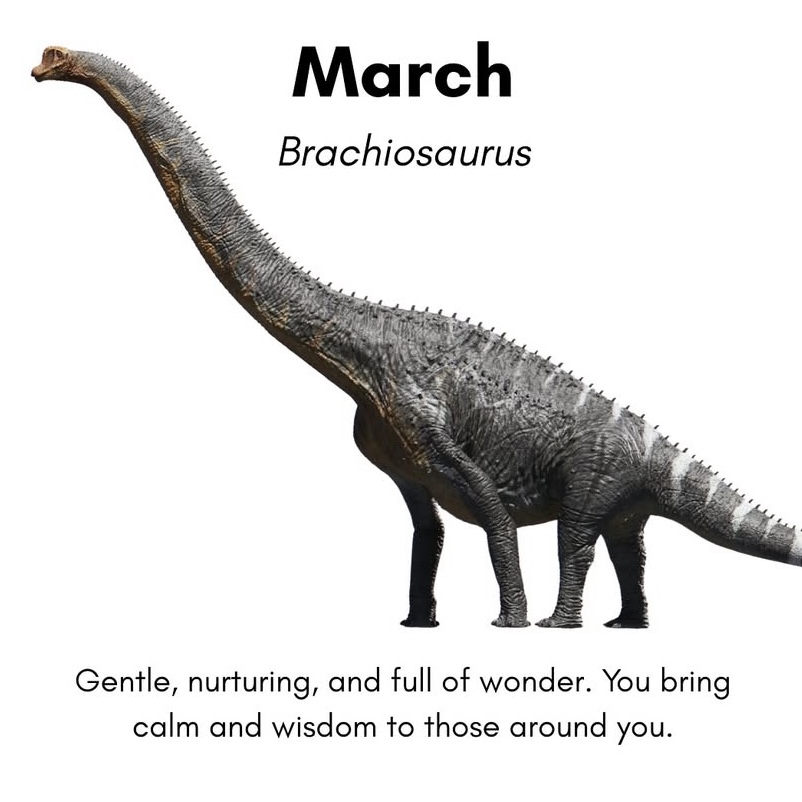 March
Brachiosaurus
Gentle, nurturing, and full of wonder. You bring
calm and wisdom to those around you.